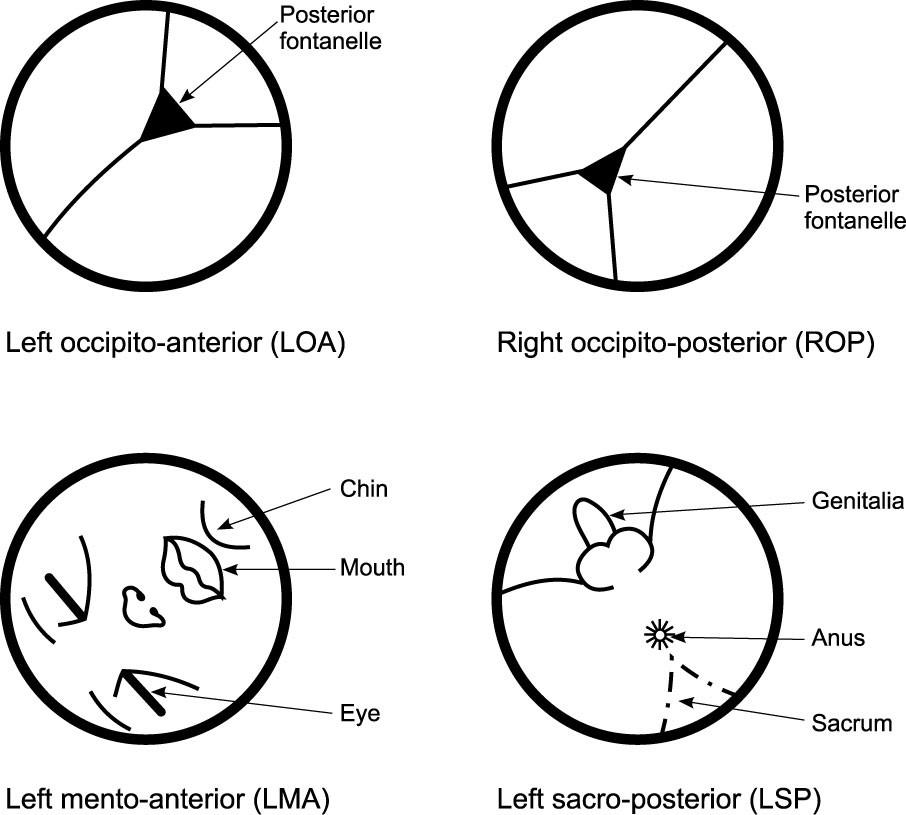 Posterior
fontanelle
Posterior
fontanelle
Left occipito-anterior (LOA)
Right occipito-posterior (ROP)
Chin
Mouth
Eye
Genitalia
Anus
Sacrum
Left mento-anterior (LMA)
Left sacro-posterior (LSP)